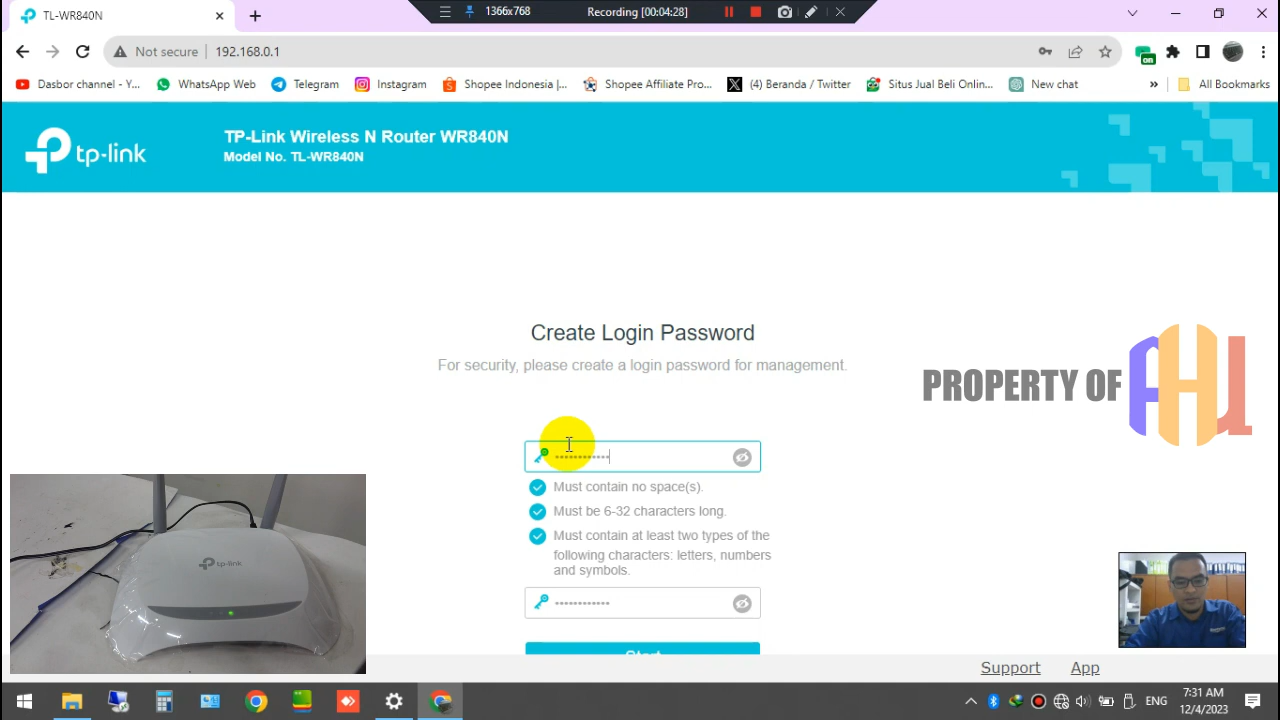 TL-WR840N
1366x768
Recording [00:04:28]
Not secure
192.168.0.1
on
Dasbor channel - Y...
WhatsApp Web
Telegram
Instagram
Shopee Indonesia |...
Shopee Affiliate Pro...
(4) Beranda / Twitter
Situs Jual Beli Onlin...
New chat
»
All Bookmarks
tp-link
TP-Link Wireless N Router WR840N
Model No. TL-WR840N
Create Login Password
For security, please create a login password for management.
PROPERTY OF AHU
••••••••••••
Must contain no space(s).
Must be 6-32 characters long.
Must contain at least two types of the
following characters: letters, numbers
and symbols.
••••••••••••
Start
tp-link
Support
App
ENG
7:31 AM
12/4/2023